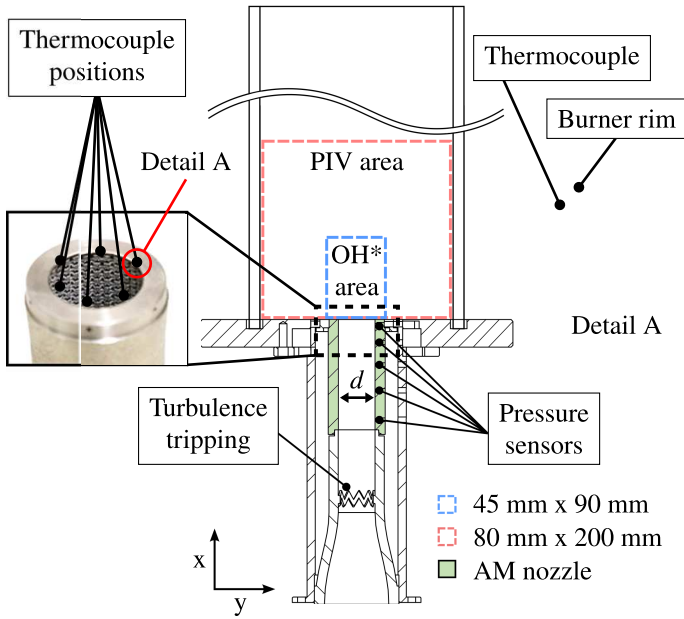 Thermocouple
positions
Thermocouple
Burner rim
Detail A
PIV area
OH*
area
Detail A
d
Turbulence
tripping
Pressure
sensors
45 mm x 90 mm
80 mm x 200 mm
AM nozzle
x
y